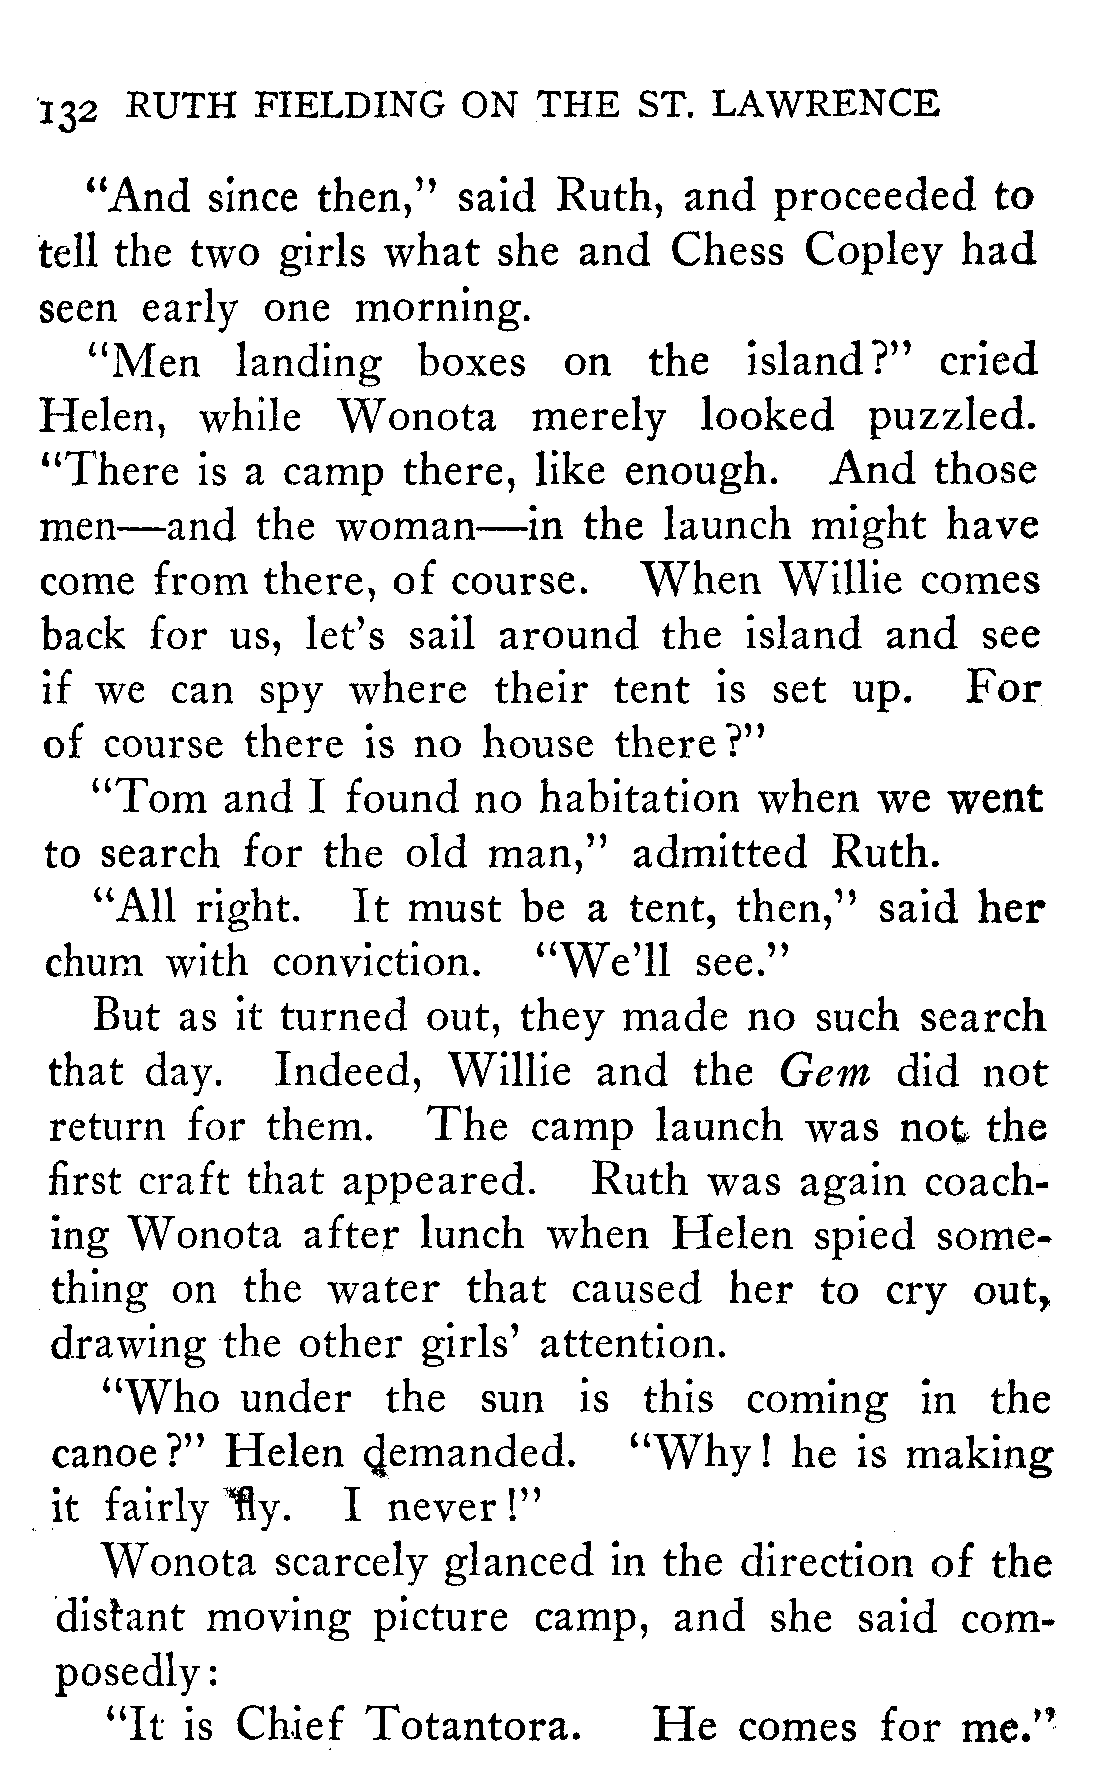 132 RUTH FIELDING ON THE ST. LAWRENCE
"And since then," said Ruth, and proceeded to
tell the two girls what she and Chess Copley had
seen early one morning.
"Men landing boxes on the island?" cried
Helen, while Wonota merely looked puzzled.
"There is a camp there, like enough. And those
men—and the woman—in the launch might have
come from there, of course. When Willie comes
back for us, let's sail around the island and see
if we can spy where their tent is set up. For
of course there is no house there?"
"Tom and I found no habitation when we went
to search for the old man," admitted Ruth.
"All right. It must be a tent, then," said her
chum with conviction. "We'll see."
But as it turned out, they made no such search
that day. Indeed, Willie and the Gem did not
return for them. The camp launch was not the
first craft that appeared. Ruth was again coach-
ing Wonota after lunch when Helen spied some-
thing on the water that caused her to cry out,
drawing the other girls' attention.
"Who under the sun is this coming in the
canoe?" Helen demanded. "Why! he is making
it fairly fly. I never!"
Wonota scarcely glanced in the direction of the
distant moving picture camp, and she said com-
posedly:
"It is Chief Totantora. He comes for me."